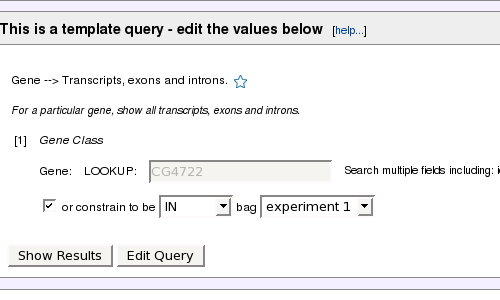 This is a template query - edit the values below [help...]
Gene --> Transcripts, exons and introns.
For a particular gene, show all transcripts, exons and introns.
[1] Gene Class
Gene: LOOKUP: CG4722 Search multiple fields including:
or constrain to be IN bag experiment 1
Show Results Edit Query